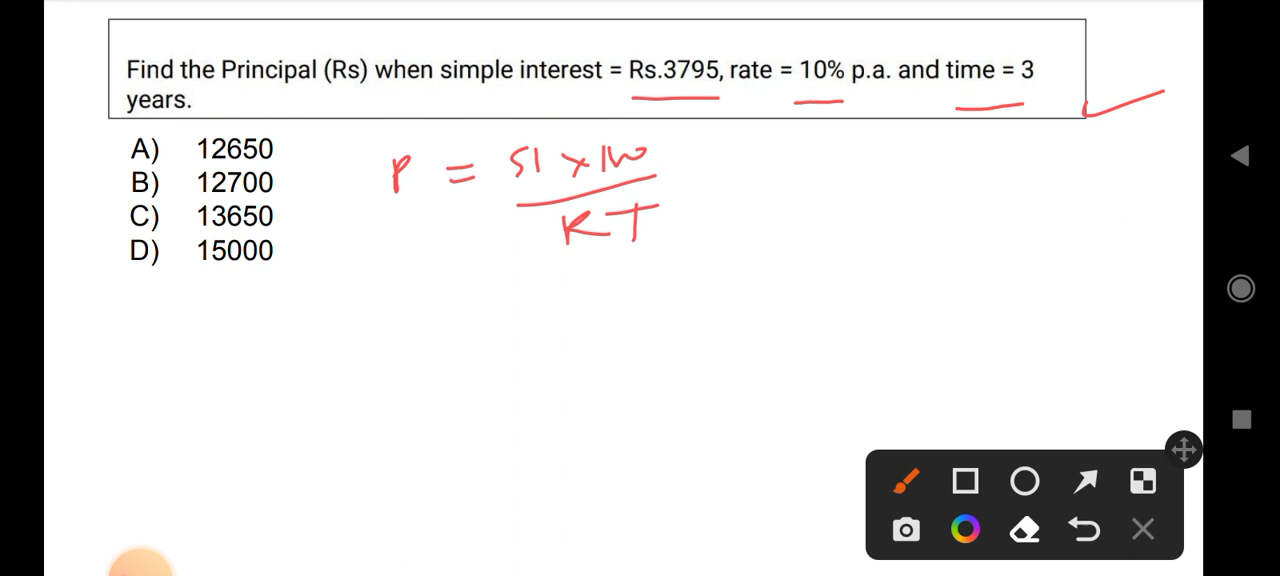 Find the Principal (Rs) when simple interest = Rs.3795, rate = 10% p.a. and time = 3
years.
A) 12650
B) 12700
C) 13650
D) 15000
P = SI × 100
RT